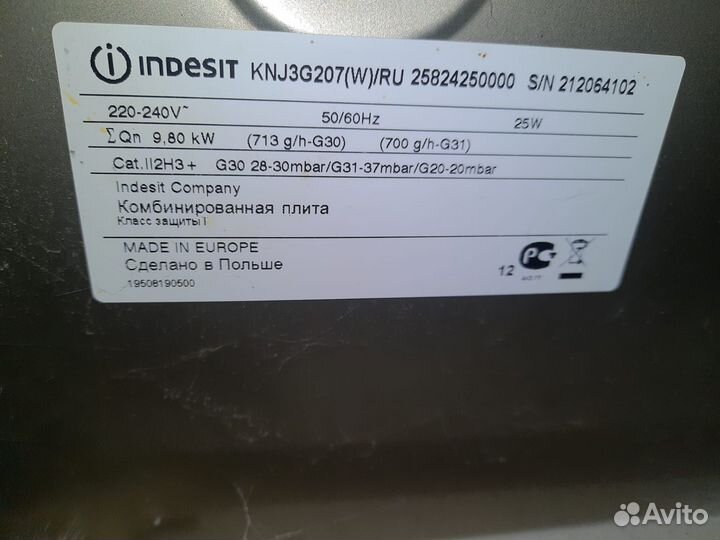 indesit KNJ3G207(W)/RU 25824250000 S/N 212064102
220-240V~ 50/60Hz 25W
ΣQn 9,80 kW (713 g/h-G30) (700 g/h-G31)
Cat.II2H3+ G30 28-30mbar/G31-37mbar/G20-20mbar
Indesit Company
Комбинированная плита
Класс защиты I
MADE IN EUROPE
Сделано в Польше
12 РСТ
19508190500
Avito